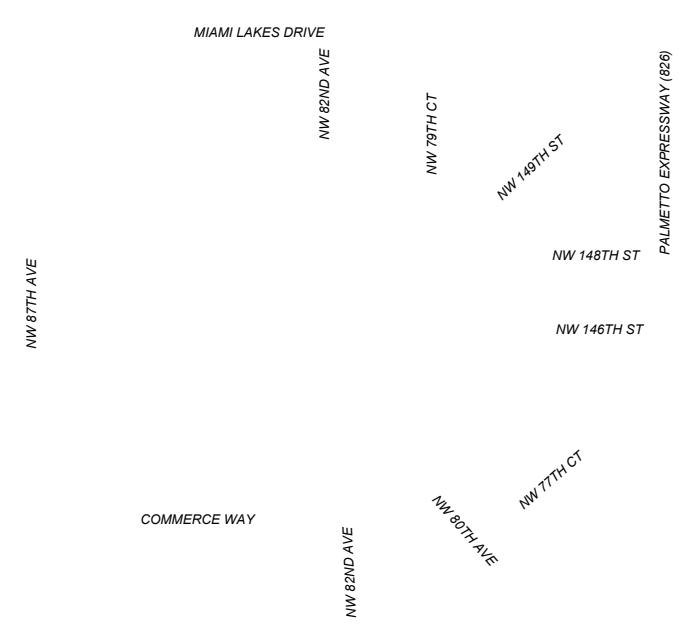 MIAMI LAKES DRIVE
NW 82ND AVE
NW 79TH CT
PALMETTO EXPRESSWAY (826)
NW 149TH ST
NW 148TH ST
NW 87TH AVE
NW 146TH ST
NW 77TH CT
NW 80TH AVE
COMMERCE WAY
NW 82ND AVE